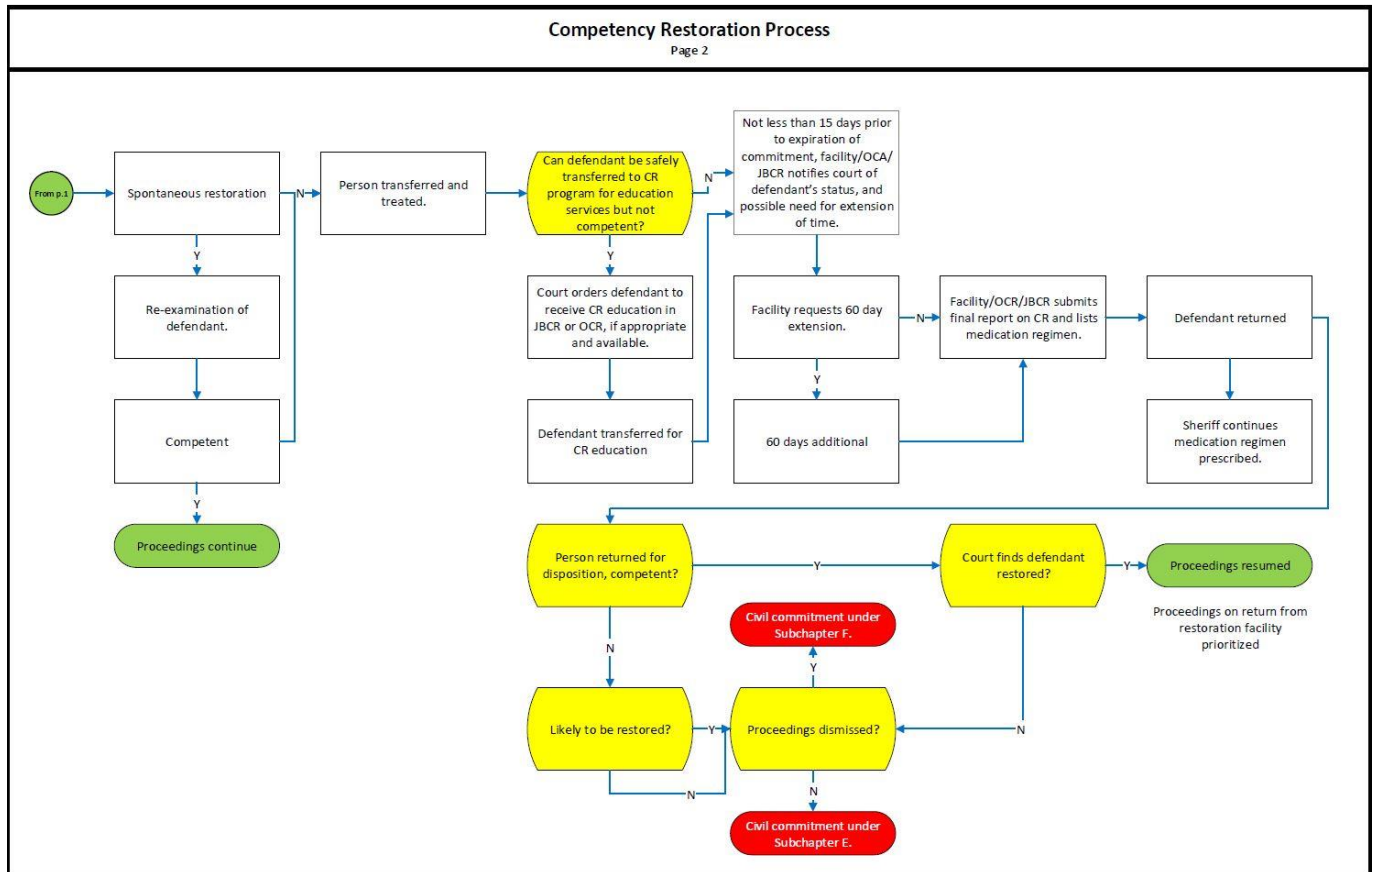 Competency Restoration Process
Page 2
From p.1
Spontaneous restoration
N
Person transferred and
treated.
Can defendant be safely
transferred to CR
program for education
services but not
competent?
N
Not less than 15 days prior
to expiration of
commitment, facility/OCA/
JBCR notifies court of
defendant's status, and
possible need for extension
of time.
Y
Y
Re-examination of
defendant.
Court orders defendant to
receive CR education in
JBCR or OCR, if appropriate
and available.
Facility requests 60 day
extension.
N
Facility/OCR/JBCR submits
final report on CR and lists
medication regimen.
Defendant returned
Y
Competent
Defendant transferred for
CR education
60 days additional
Sheriff continues
medication regimen
prescribed.
Y
Proceedings continue
Person returned for
disposition, competent?
Y
Court finds defendant
restored?
Y
Proceedings resumed
Proceedings on return from
restoration facility
prioritized
Civil commitment under
Subchapter F.
N
Y
Likely to be restored?
Y
Proceedings dismissed?
N
N
N
Civil commitment under
Subchapter E.